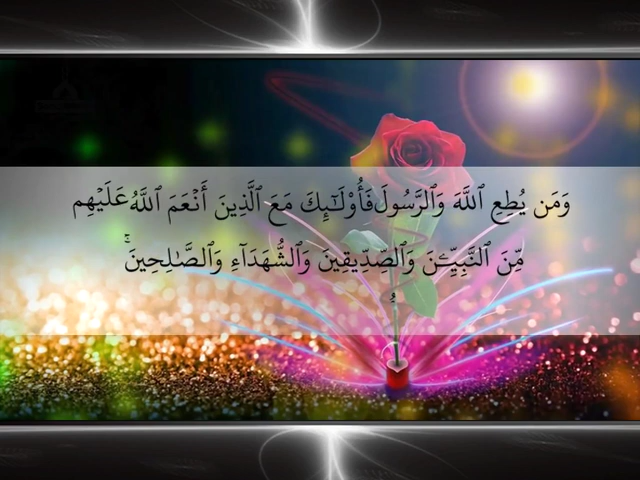 وَمَن يُطِعِ ٱللَّهَ وَٱلرَّسُولَ فَأُوْلَٰٓئِكَ مَعَ ٱلَّذِينَ أَنۡعَمَ ٱللَّهُ عَلَيۡهِم
مِّنَ ٱلنَّبِيِّـۧنَ وَٱلصِّدِّيقِينَ وَٱلشُّهَدَآءِ وَٱلصَّٰلِحِينَۚ